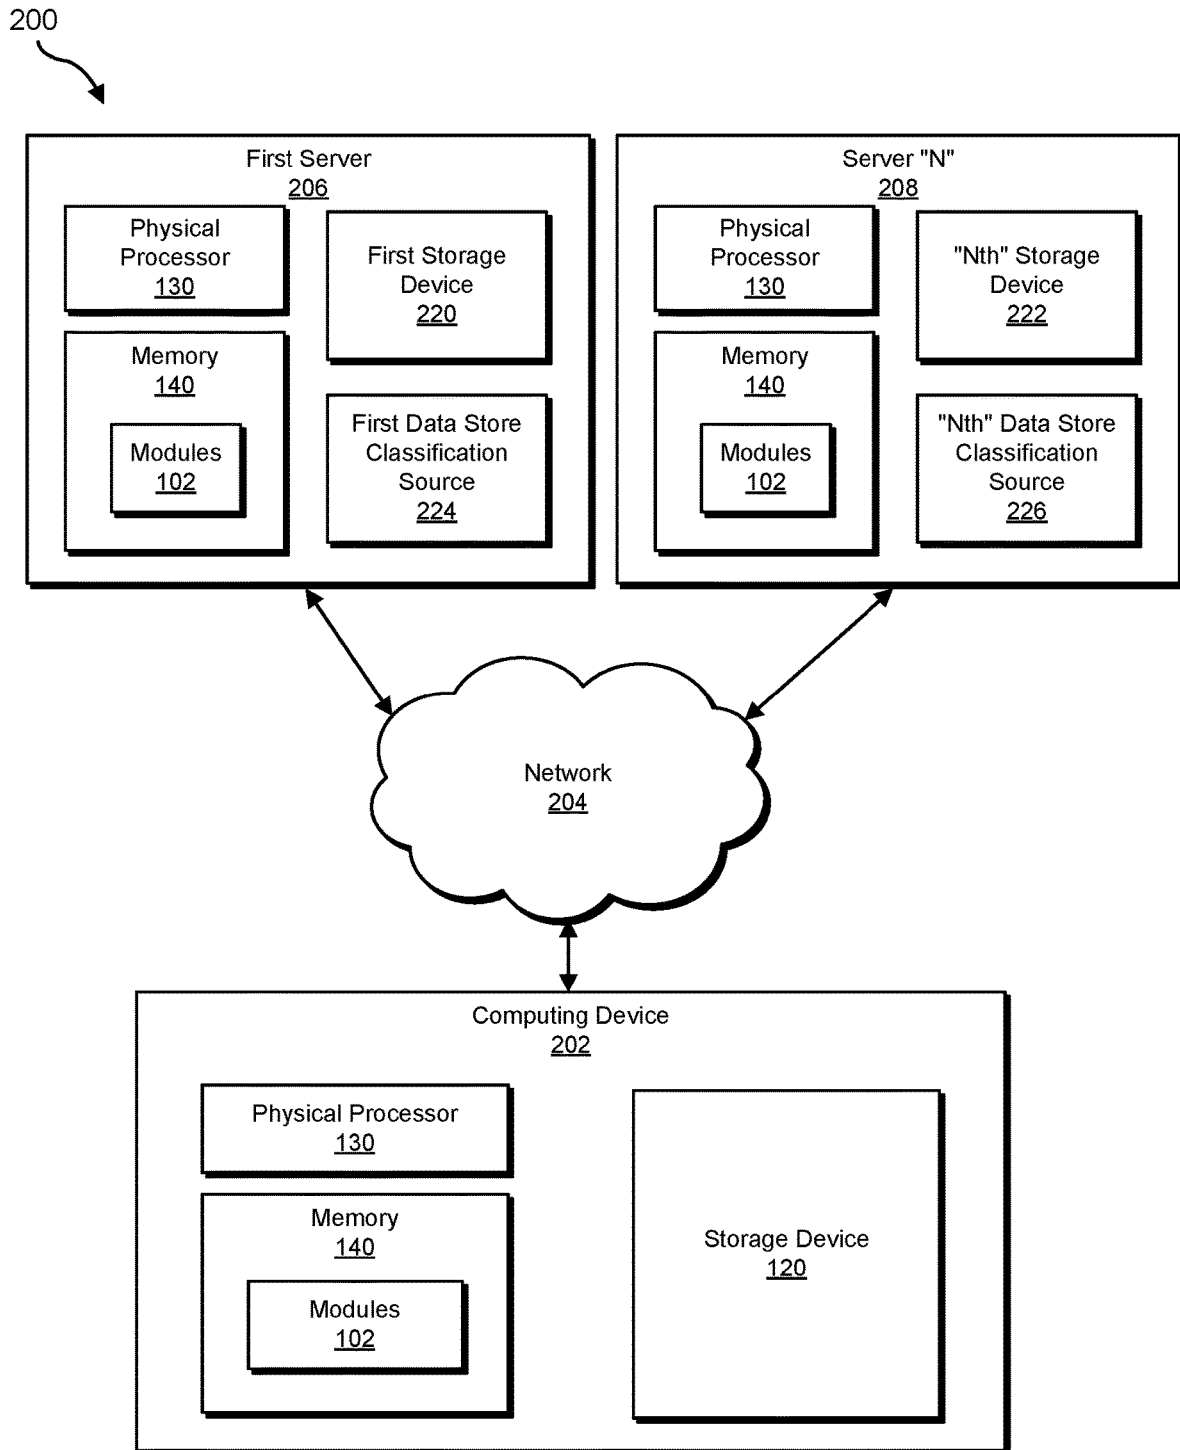 200
First Server
206
Physical
Processor
130
First Storage
Device
220
Memory
140
Modules
102
First Data Store
Classification
Source
224
Server "N"
208
Physical
Processor
130
"Nth" Storage
Device
222
Memory
140
Modules
102
"Nth" Data Store
Classification
Source
226
Network
204
Computing Device
202
Physical Processor
130
Memory
140
Modules
102
Storage Device
120